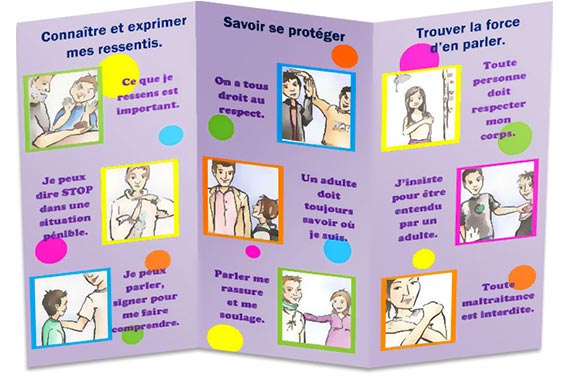 Connaître et exprimer
mes ressentis.
Ce que je
ressens est
important.
Je peux
dire STOP
dans une
situation
pénible.
Je peux
parler,
signer pour
me faire
comprendre.
Savoir se protéger
On a tous
droit au
respect.
Un adulte
doit
toujours
savoir où
je suis.
Parler me
rassure
et me
soulage.
Trouver la force
d'en parler.
Toute
personne
doit
respecter
mon
corps.
J'insiste
pour être
entendu
par un
adulte.
Toute
maltraitance
est interdite.